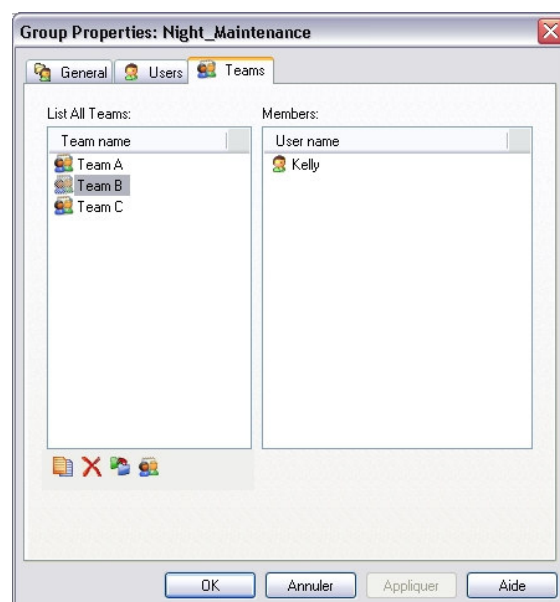 Group Properties: Night_Maintenance
General Users Teams
List All Teams: Members:
Team name User name
Team A Kelly
Team B
Team C
OK Annuler Appliquer Aide